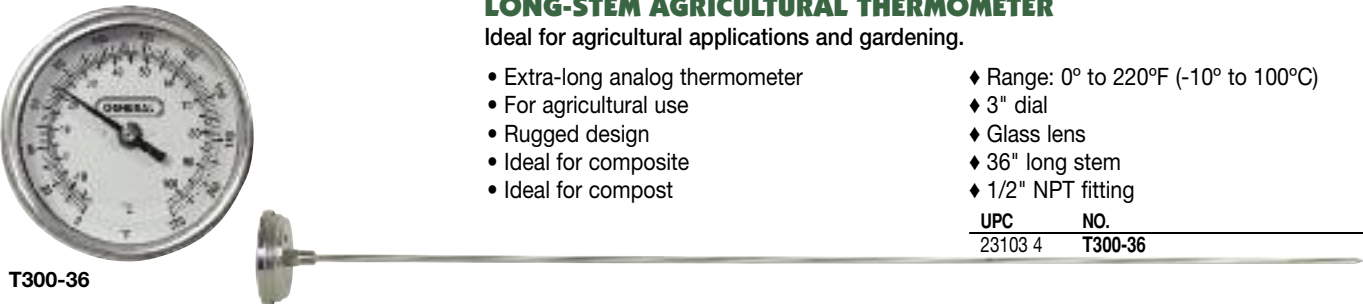 LONG-STEM AGRICULTURAL THERMOMETER
Ideal for agricultural applications and gardening.
• Extra-long analog thermometer
• For agricultural use
• Rugged design
• Ideal for composite
• Ideal for compost
♦ Range: 0º to 220ºF (-10º to 100ºC)
♦ 3" dial
♦ Glass lens
♦ 36" long stem
♦ 1/2" NPT fitting
UPC NO.
23103 4 T300-36
GENERAL
T300-36